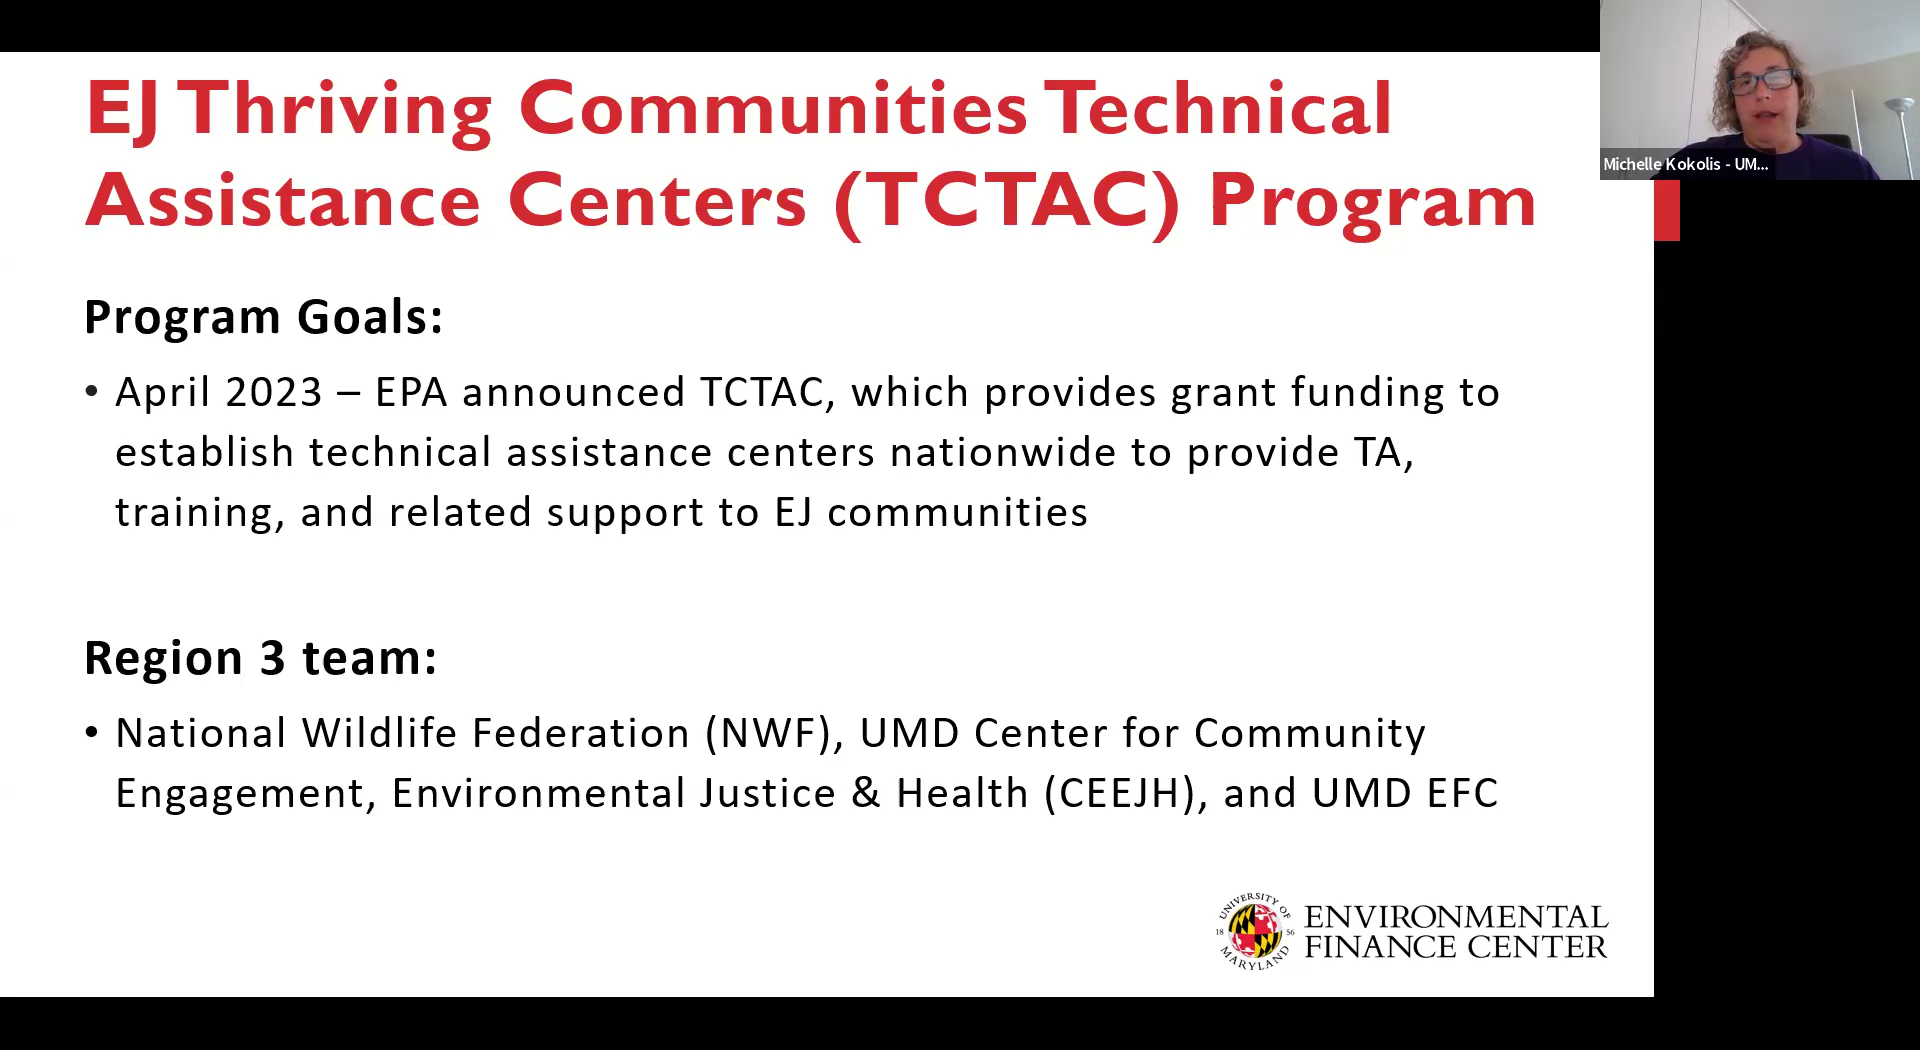 EJ Thriving Communities Technical
Assistance Centers (TCTAC) Program
Michelle Kokolis - UM...
Program Goals:
• April 2023 – EPA announced TCTAC, which provides grant funding to
establish technical assistance centers nationwide to provide TA,
training, and related support to EJ communities
Region 3 team:
• National Wildlife Federation (NWF), UMD Center for Community
Engagement, Environmental Justice & Health (CEEJH), and UMD EFC
UNIVERSITY OF
18 56
MARYLAND
ENVIRONMENTAL
FINANCE CENTER